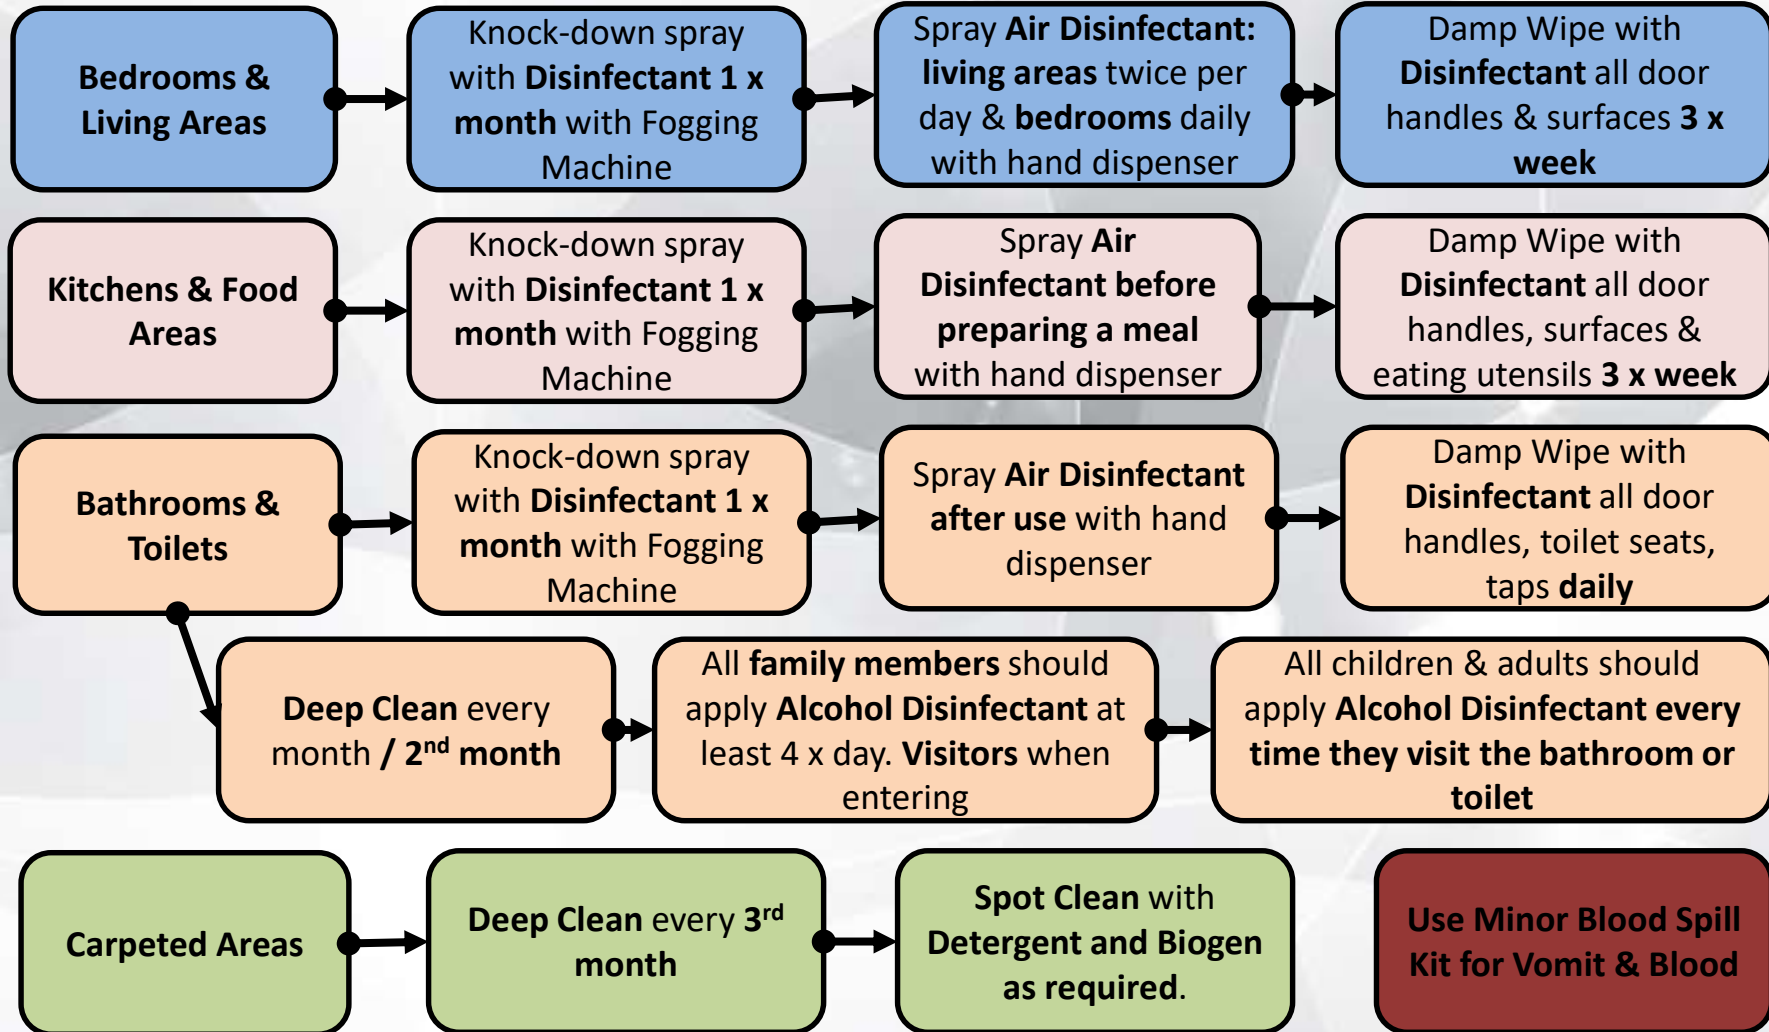 Bedrooms &
Living Areas
Knock-down spray
with Disinfectant 1 x
month with Fogging
Machine
Spray Air Disinfectant:
living areas twice per
day & bedrooms daily
with hand dispenser
Damp Wipe with
Disinfectant all door
handles & surfaces 3 x
week
Kitchens & Food
Areas
Knock-down spray
with Disinfectant 1 x
month with Fogging
Machine
Spray Air
Disinfectant before
preparing a meal
with hand dispenser
Damp Wipe with
Disinfectant all door
handles, surfaces &
eating utensils 3 x week
Bathrooms &
Toilets
Knock-down spray
with Disinfectant 1 x
month with Fogging
Machine
Spray Air Disinfectant
after use with hand
dispenser
Damp Wipe with
Disinfectant all door
handles, toilet seats,
taps daily
Deep Clean every
month / 2nd month
All family members should
apply Alcohol Disinfectant at
least 4 x day. Visitors when
entering
All children & adults should
apply Alcohol Disinfectant every
time they visit the bathroom or
toilet
Carpeted Areas
Deep Clean every 3rd
month
Spot Clean with
Detergent and Biogen
as required.
Use Minor Blood Spill
Kit for Vomit & Blood